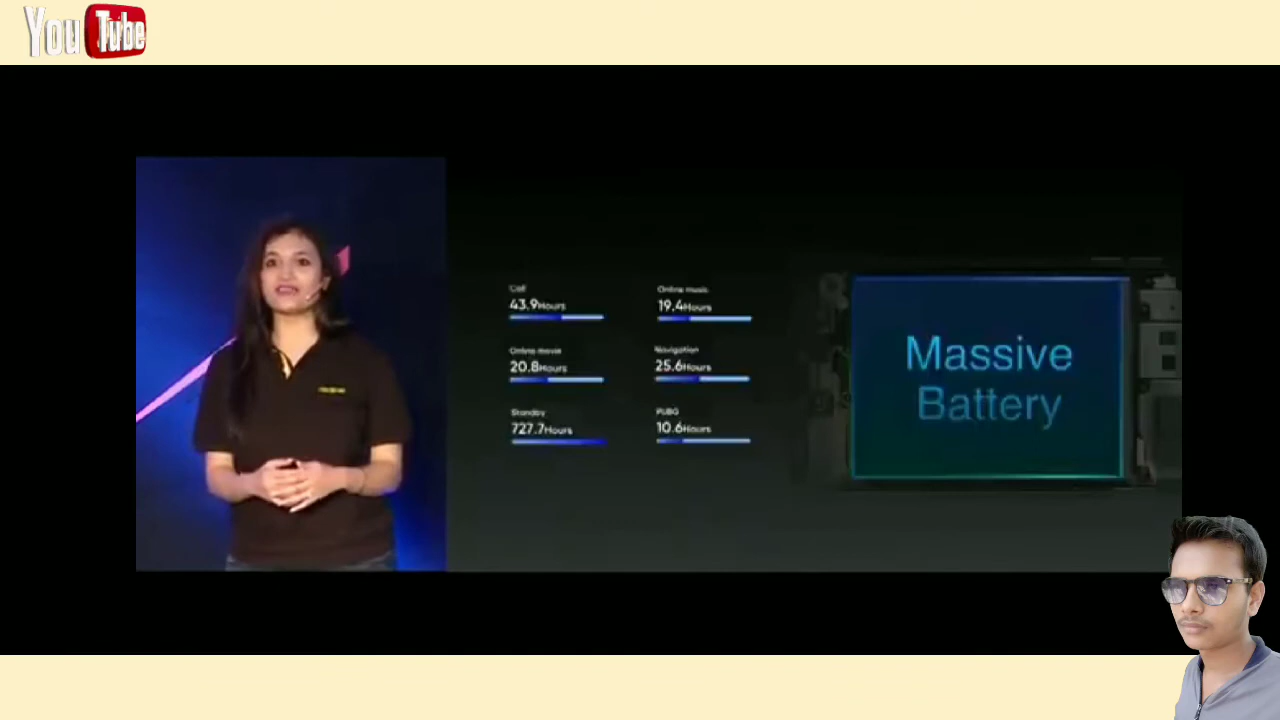 YouTube
Call
43.9Hours
Online music
19.4Hours
Online movie
20.8Hours
Navigation
25.6Hours
Standby
727.7Hours
PUBG
10.6Hours
Massive
Battery